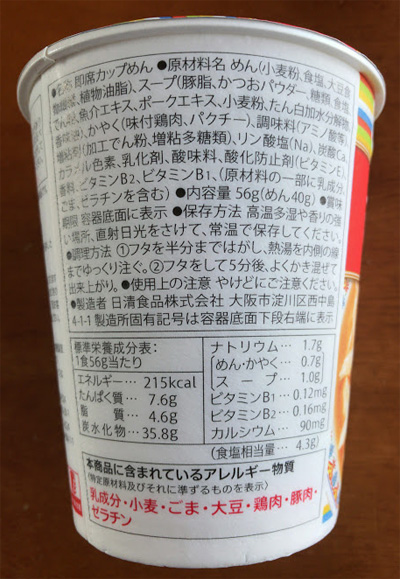 ●名称 即席カップめん ●原材料名 めん(小麦粉、食塩、大豆食
物繊維、植物油脂)、スープ(豚脂、かつおパウダー、糖類、食塩、
でん粉、魚介エキス、ポークエキス、小麦粉、たん白加水分解物、
香味油)、かやく(味付鶏肉、パクチー)、調味料(アミノ酸等)、
増粘剤(加工でん粉、増粘多糖類)、リン酸塩(Na)、炭酸Ca、
カラメル色素、乳化剤、酸味料、酸化防止剤(ビタミンE)、
香料、ビタミンB2、ビタミンB1、(原材料の一部に乳成分、
ごま、ゼラチンを含む) ●内容量 56g(めん40g) ●賞味
期限 容器底面に表示 ●保存方法 高温多湿や香りの強
い場所、直射日光をさけて、常温で保存してください。
●調理方法 ①フタを半分まではがし、熱湯を内側の線
までゆっくり注ぐ。②フタをして5分後、よくかき混ぜて
出来上がり。●使用上の注意 やけどにご注意ください。
●製造者 日清食品株式会社 大阪市淀川区西中島
4-1-1 製造所固有記号は容器底面下段右端に表示
標準栄養成分表:
1食56g当たり
エネルギー… 215kcal
たんぱく質… 7.6g
脂 質… 4.6g
炭水化物… 35.8g
ナトリウム… 1.7g
めん・かやく… 0.7g
スープ… 1.0g
ビタミンB1… 0.12mg
ビタミンB2… 0.16mg
カルシウム… 90mg
(食塩相当量… 4.3g)
本商品に含まれているアレルギー物質
(特定原材料及びそれに準ずるものを表示)
乳成分・小麦・ごま・大豆・鶏肉・豚肉・
ゼラチン